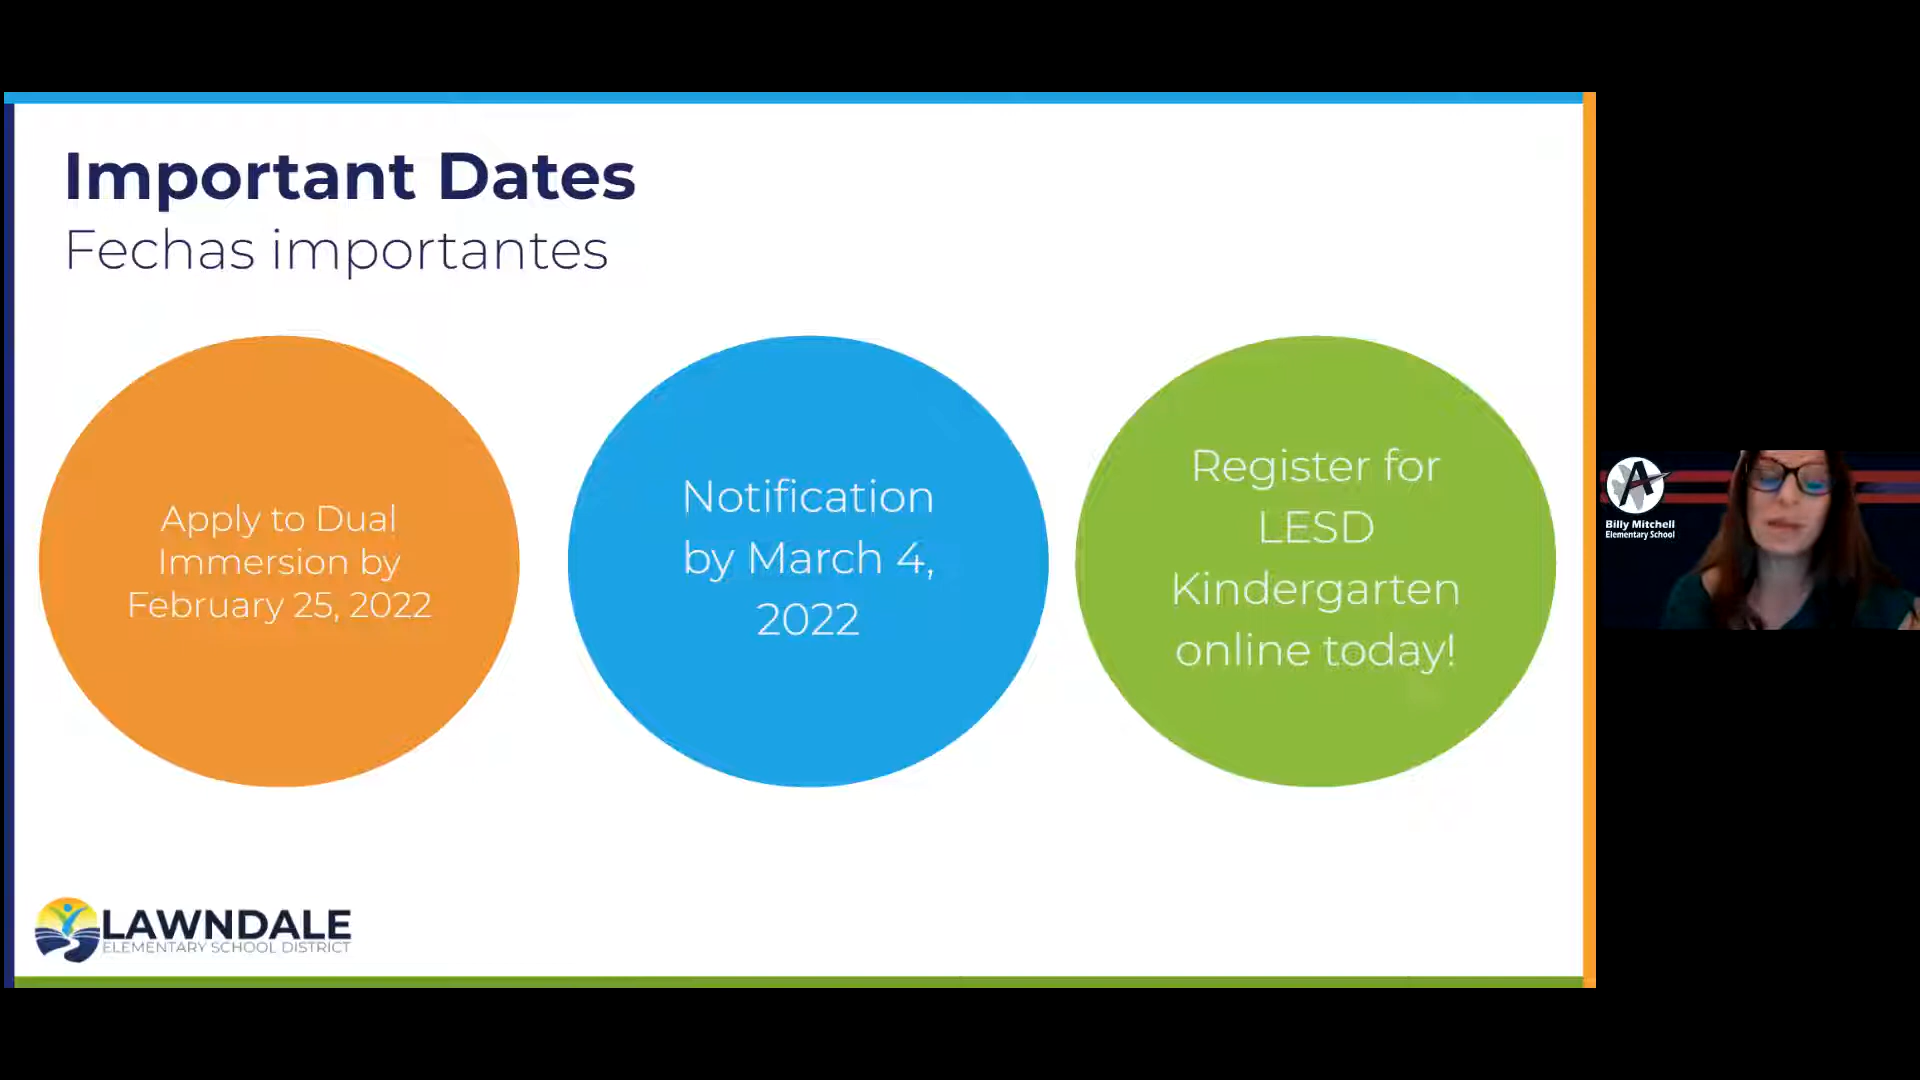 Important Dates
Fechas importantes
Apply to Dual
Immersion by
February 25, 2022
Notification
by March 4,
2022
Register for
LESD
Kindergarten
online today!
A
Billy Mitchell
Elementary School
LAWNDALE
ELEMENTARY SCHOOL DISTRICT